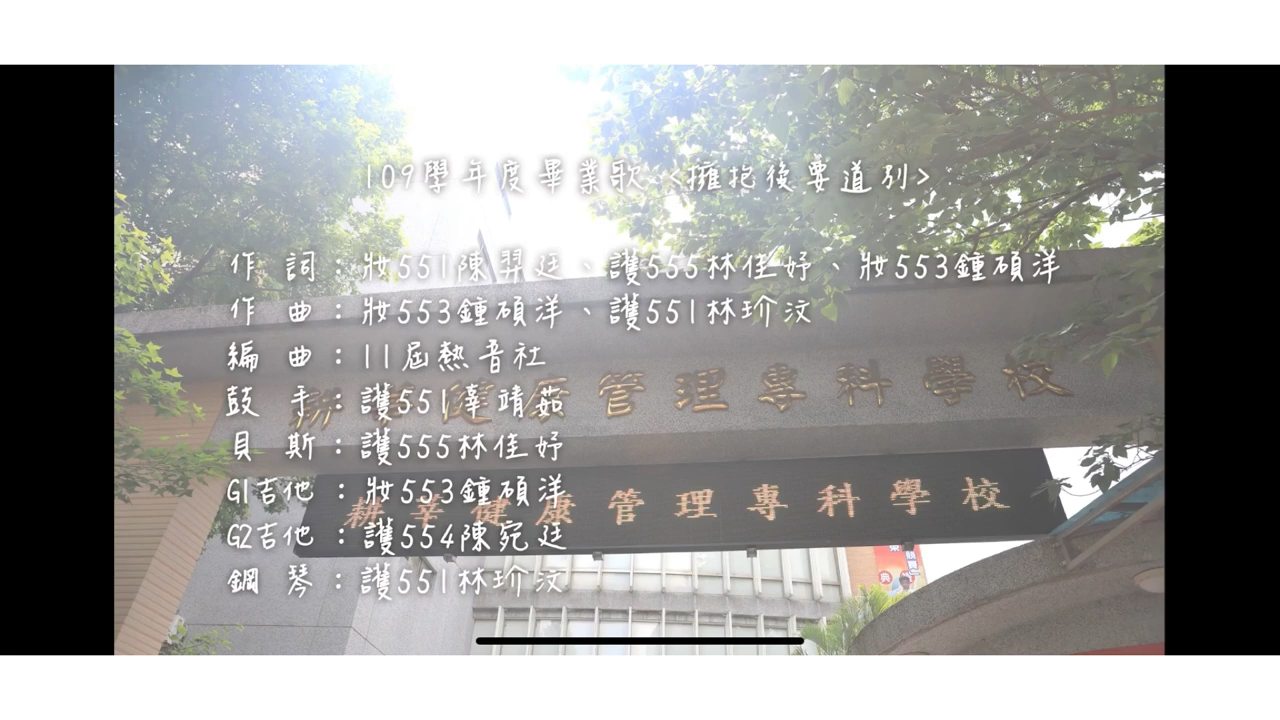 109學年度畢業歌 <擁抱後要道別>
作 詞：妝551陳羿廷、護555林佳妤、妝553鍾碩洋
作 曲：妝553鍾碩洋、護551林玠汶
編 曲：11屆熱音社
鼓 手：護551辜靖茹
貝 斯：護555林佳妤
G1吉他 ：妝553鍾碩洋
G2吉他 ：護554陳宛廷
鋼 琴：護551林玠汶
耕莘健康管理專科學校
耕莘健康管理專科學校